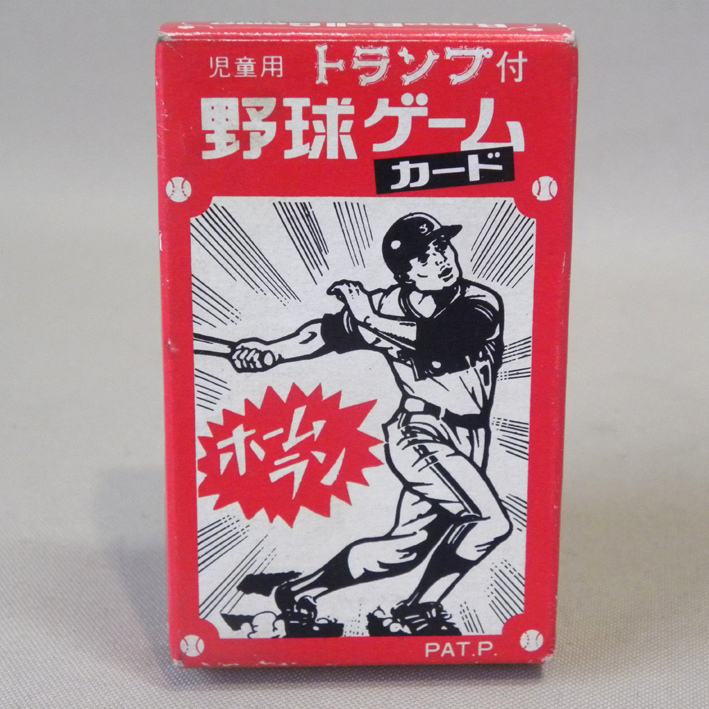 児童用 トランプ付
野球ゲーム
カード
ホーム
ラン
PAT.P.